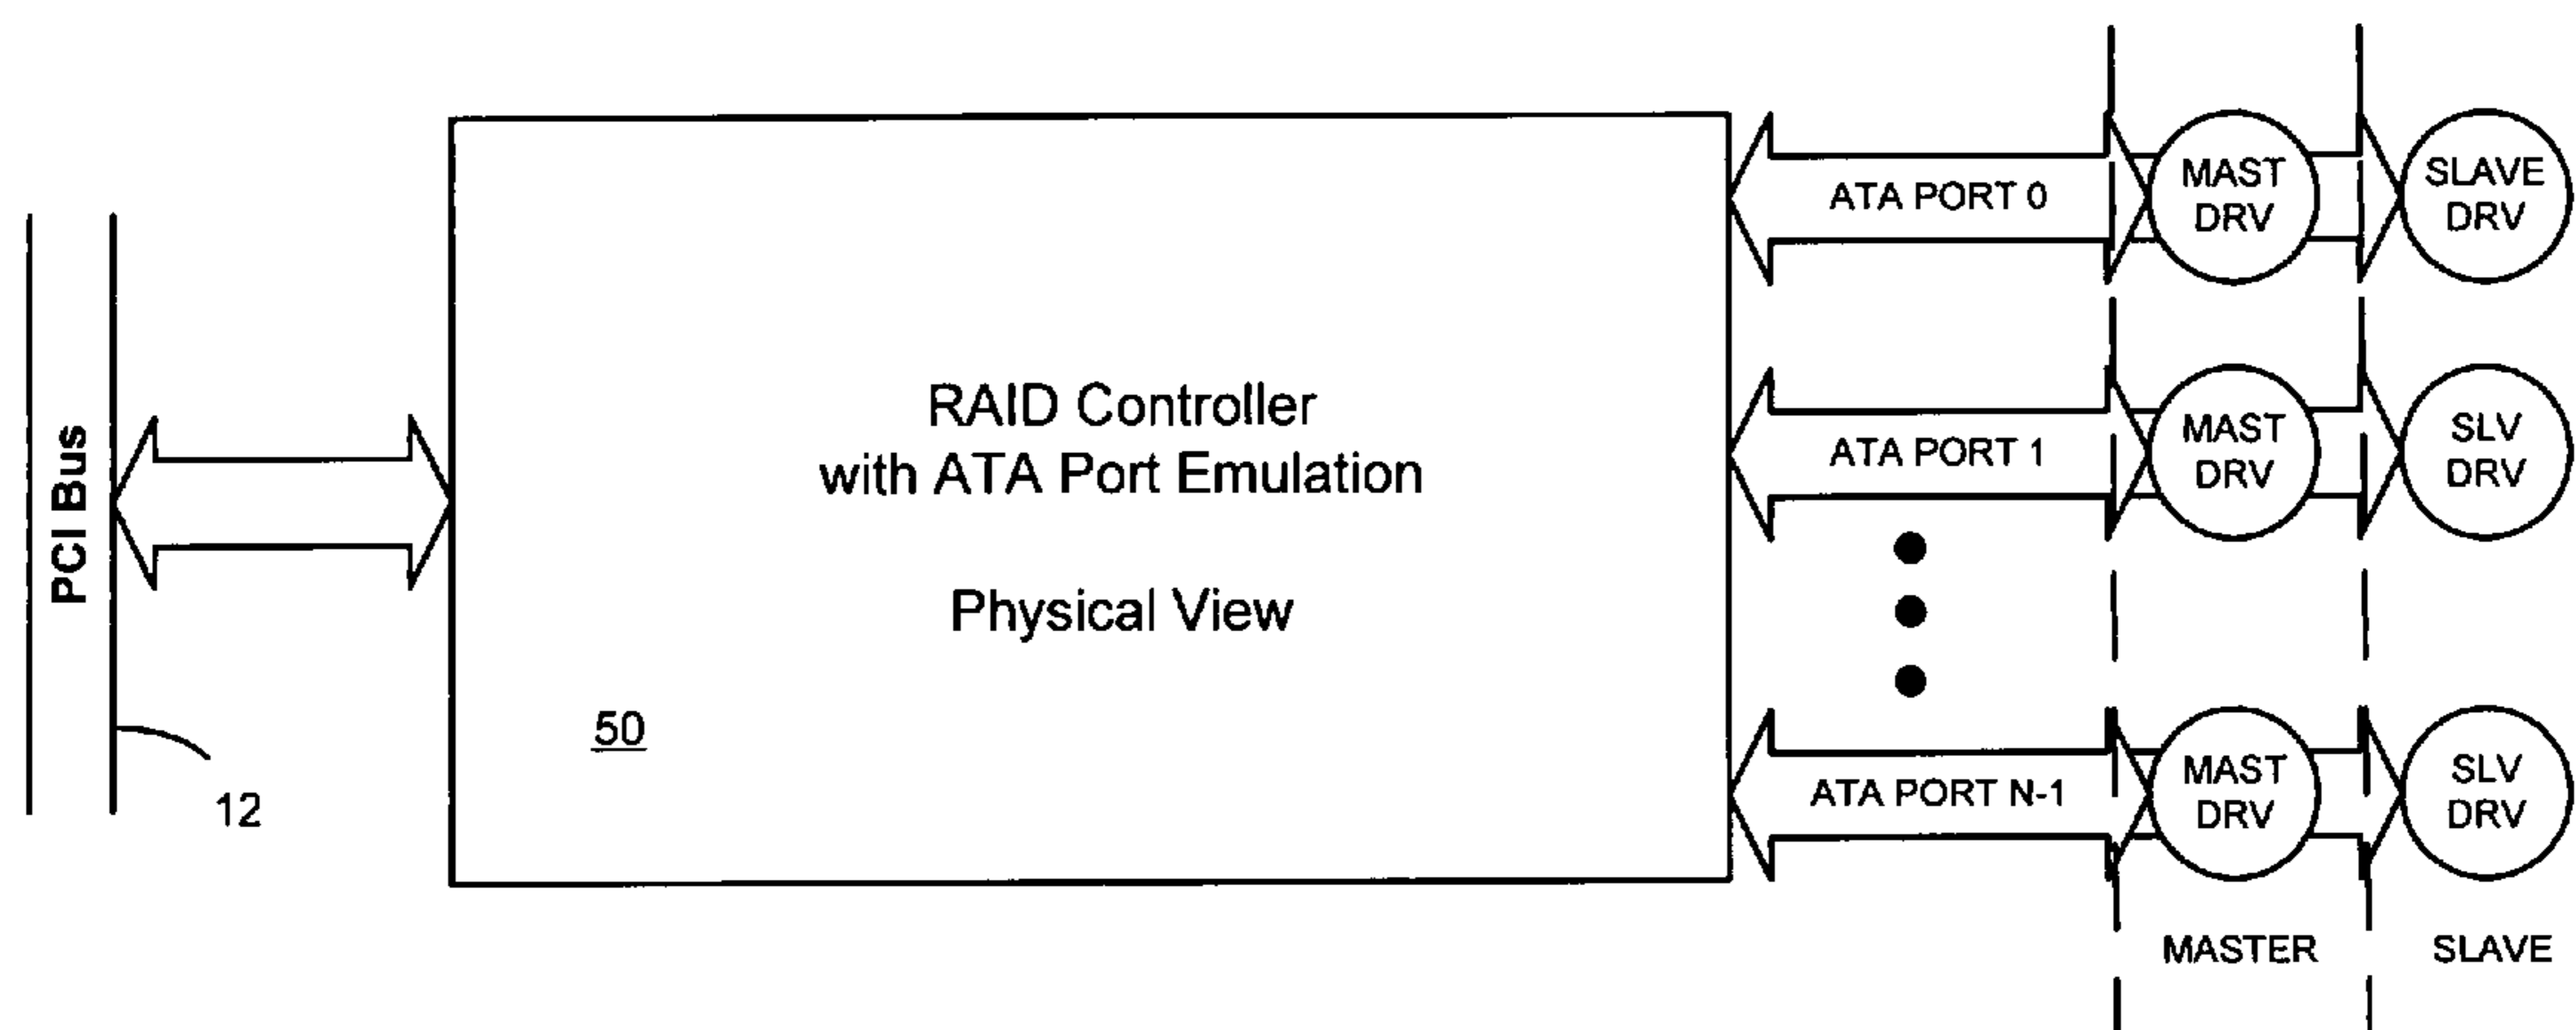 PCI Bus
12
RAID Controller
with ATA Port Emulation
Physical View
50
ATA PORT 0
MAST
DRV
SLAVE
DRV
ATA PORT 1
MAST
DRV
SLV
DRV
ATA PORT N-1
MAST
DRV
SLV
DRV
MASTER
SLAVE